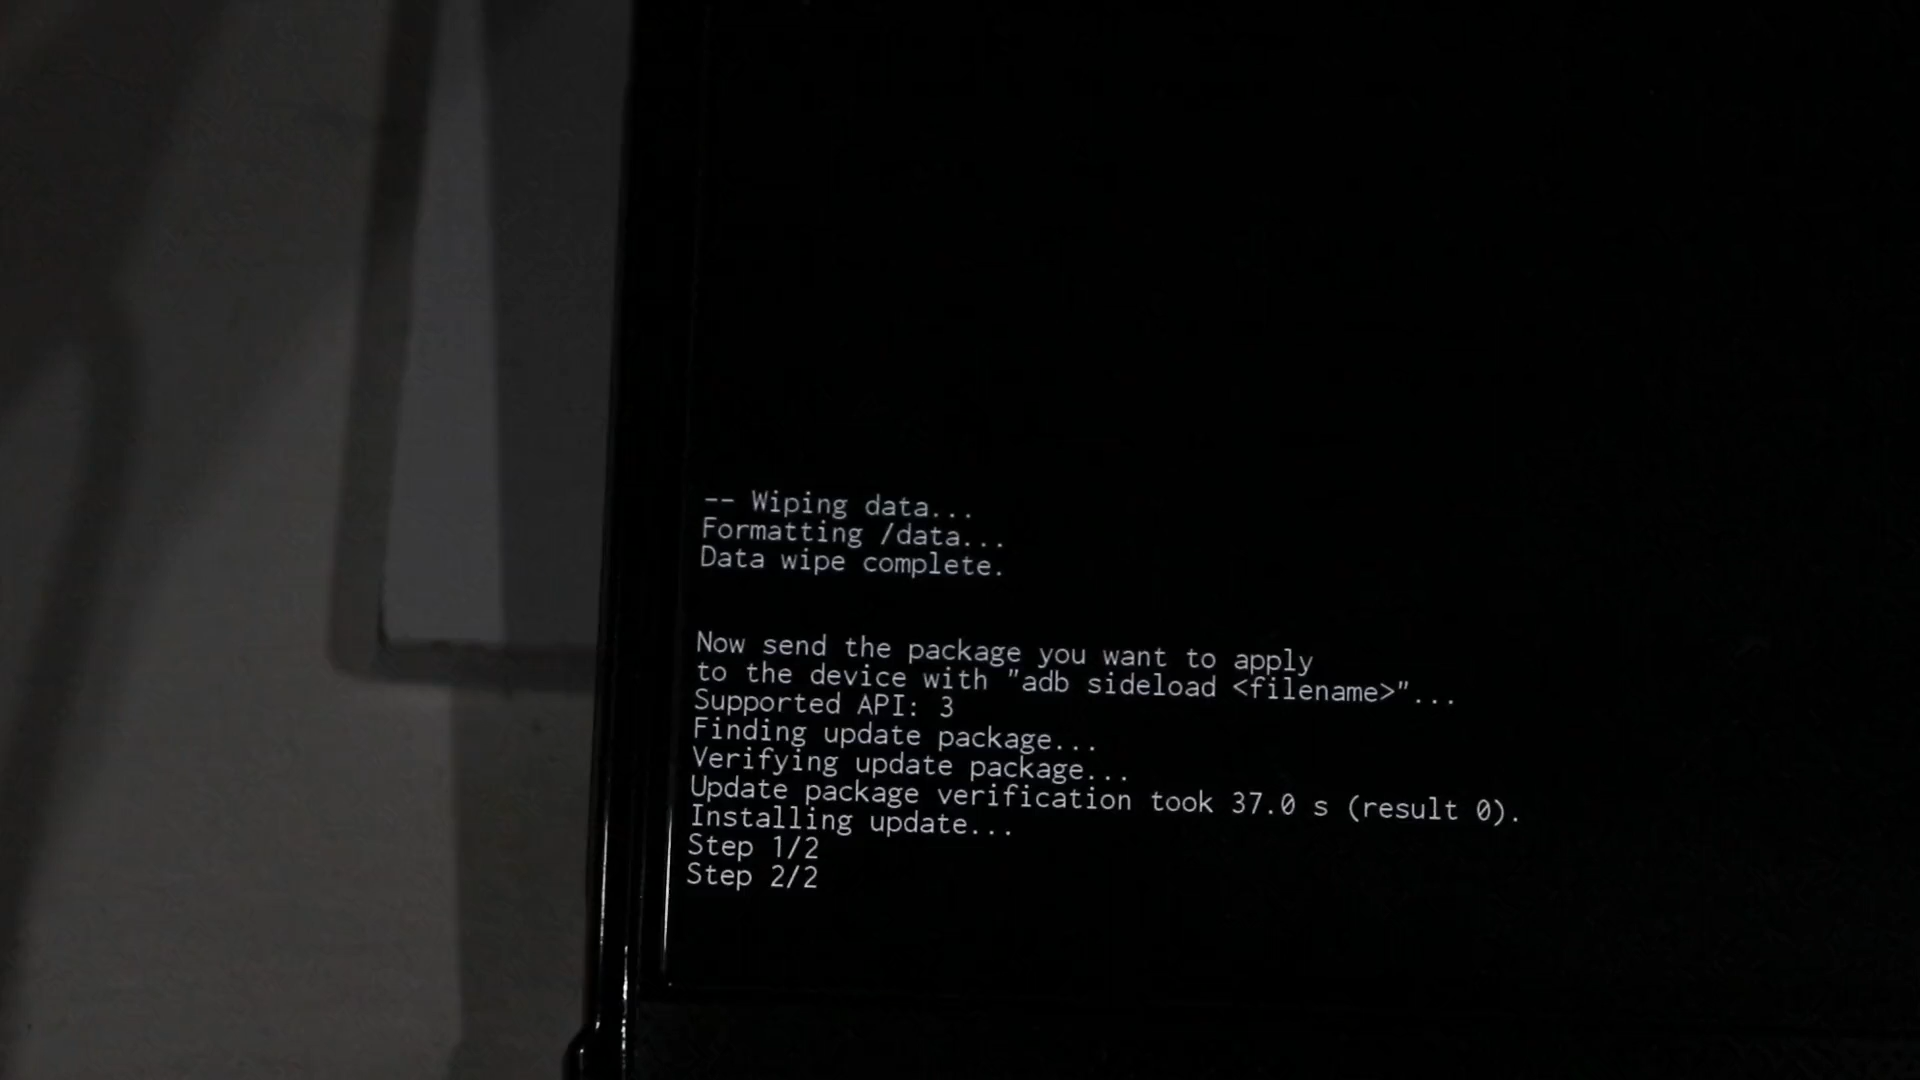 -- Wiping data...
Formatting /data...
Data wipe complete.
Now send the package you want to apply
to the device with "adb sideload <filename>"...
Supported API: 3
Finding update package...
Verifying update package...
Update package verification took 37.0 s (result 0).
Installing update...
Step 1/2
Step 2/2